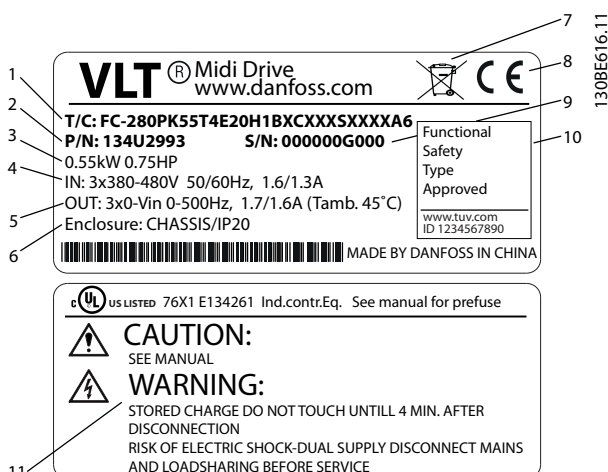 7
130BE616.11
VLT ® Midi Drive
www.danfoss.com
CE
8
1
9
T/C: FC-280PK55T4E20H1BXCXXXSXXXXA6
2
P/N: 134U2993 S/N: 000000G000
10
3
0.55kW 0.75HP
4
IN: 3x380-480V 50/60Hz, 1.6/1.3A
5
OUT: 3x0-Vin 0-500Hz, 1.7/1.6A (Tamb. 45˚C)
6
Enclosure: CHASSIS/IP20
Functional
Safety
Type
Approved
www.tuv.com
ID 1234567890
MADE BY DANFOSS IN CHINA
c UL US LISTED 76X1 E134261 Ind.contr.Eq. See manual for prefuse
CAUTION:
SEE MANUAL
WARNING:
STORED CHARGE DO NOT TOUCH UNTILL 4 MIN. AFTER
DISCONNECTION
RISK OF ELECTRIC SHOCK-DUAL SUPPLY DISCONNECT MAINS
AND LOADSHARING BEFORE SERVICE
11